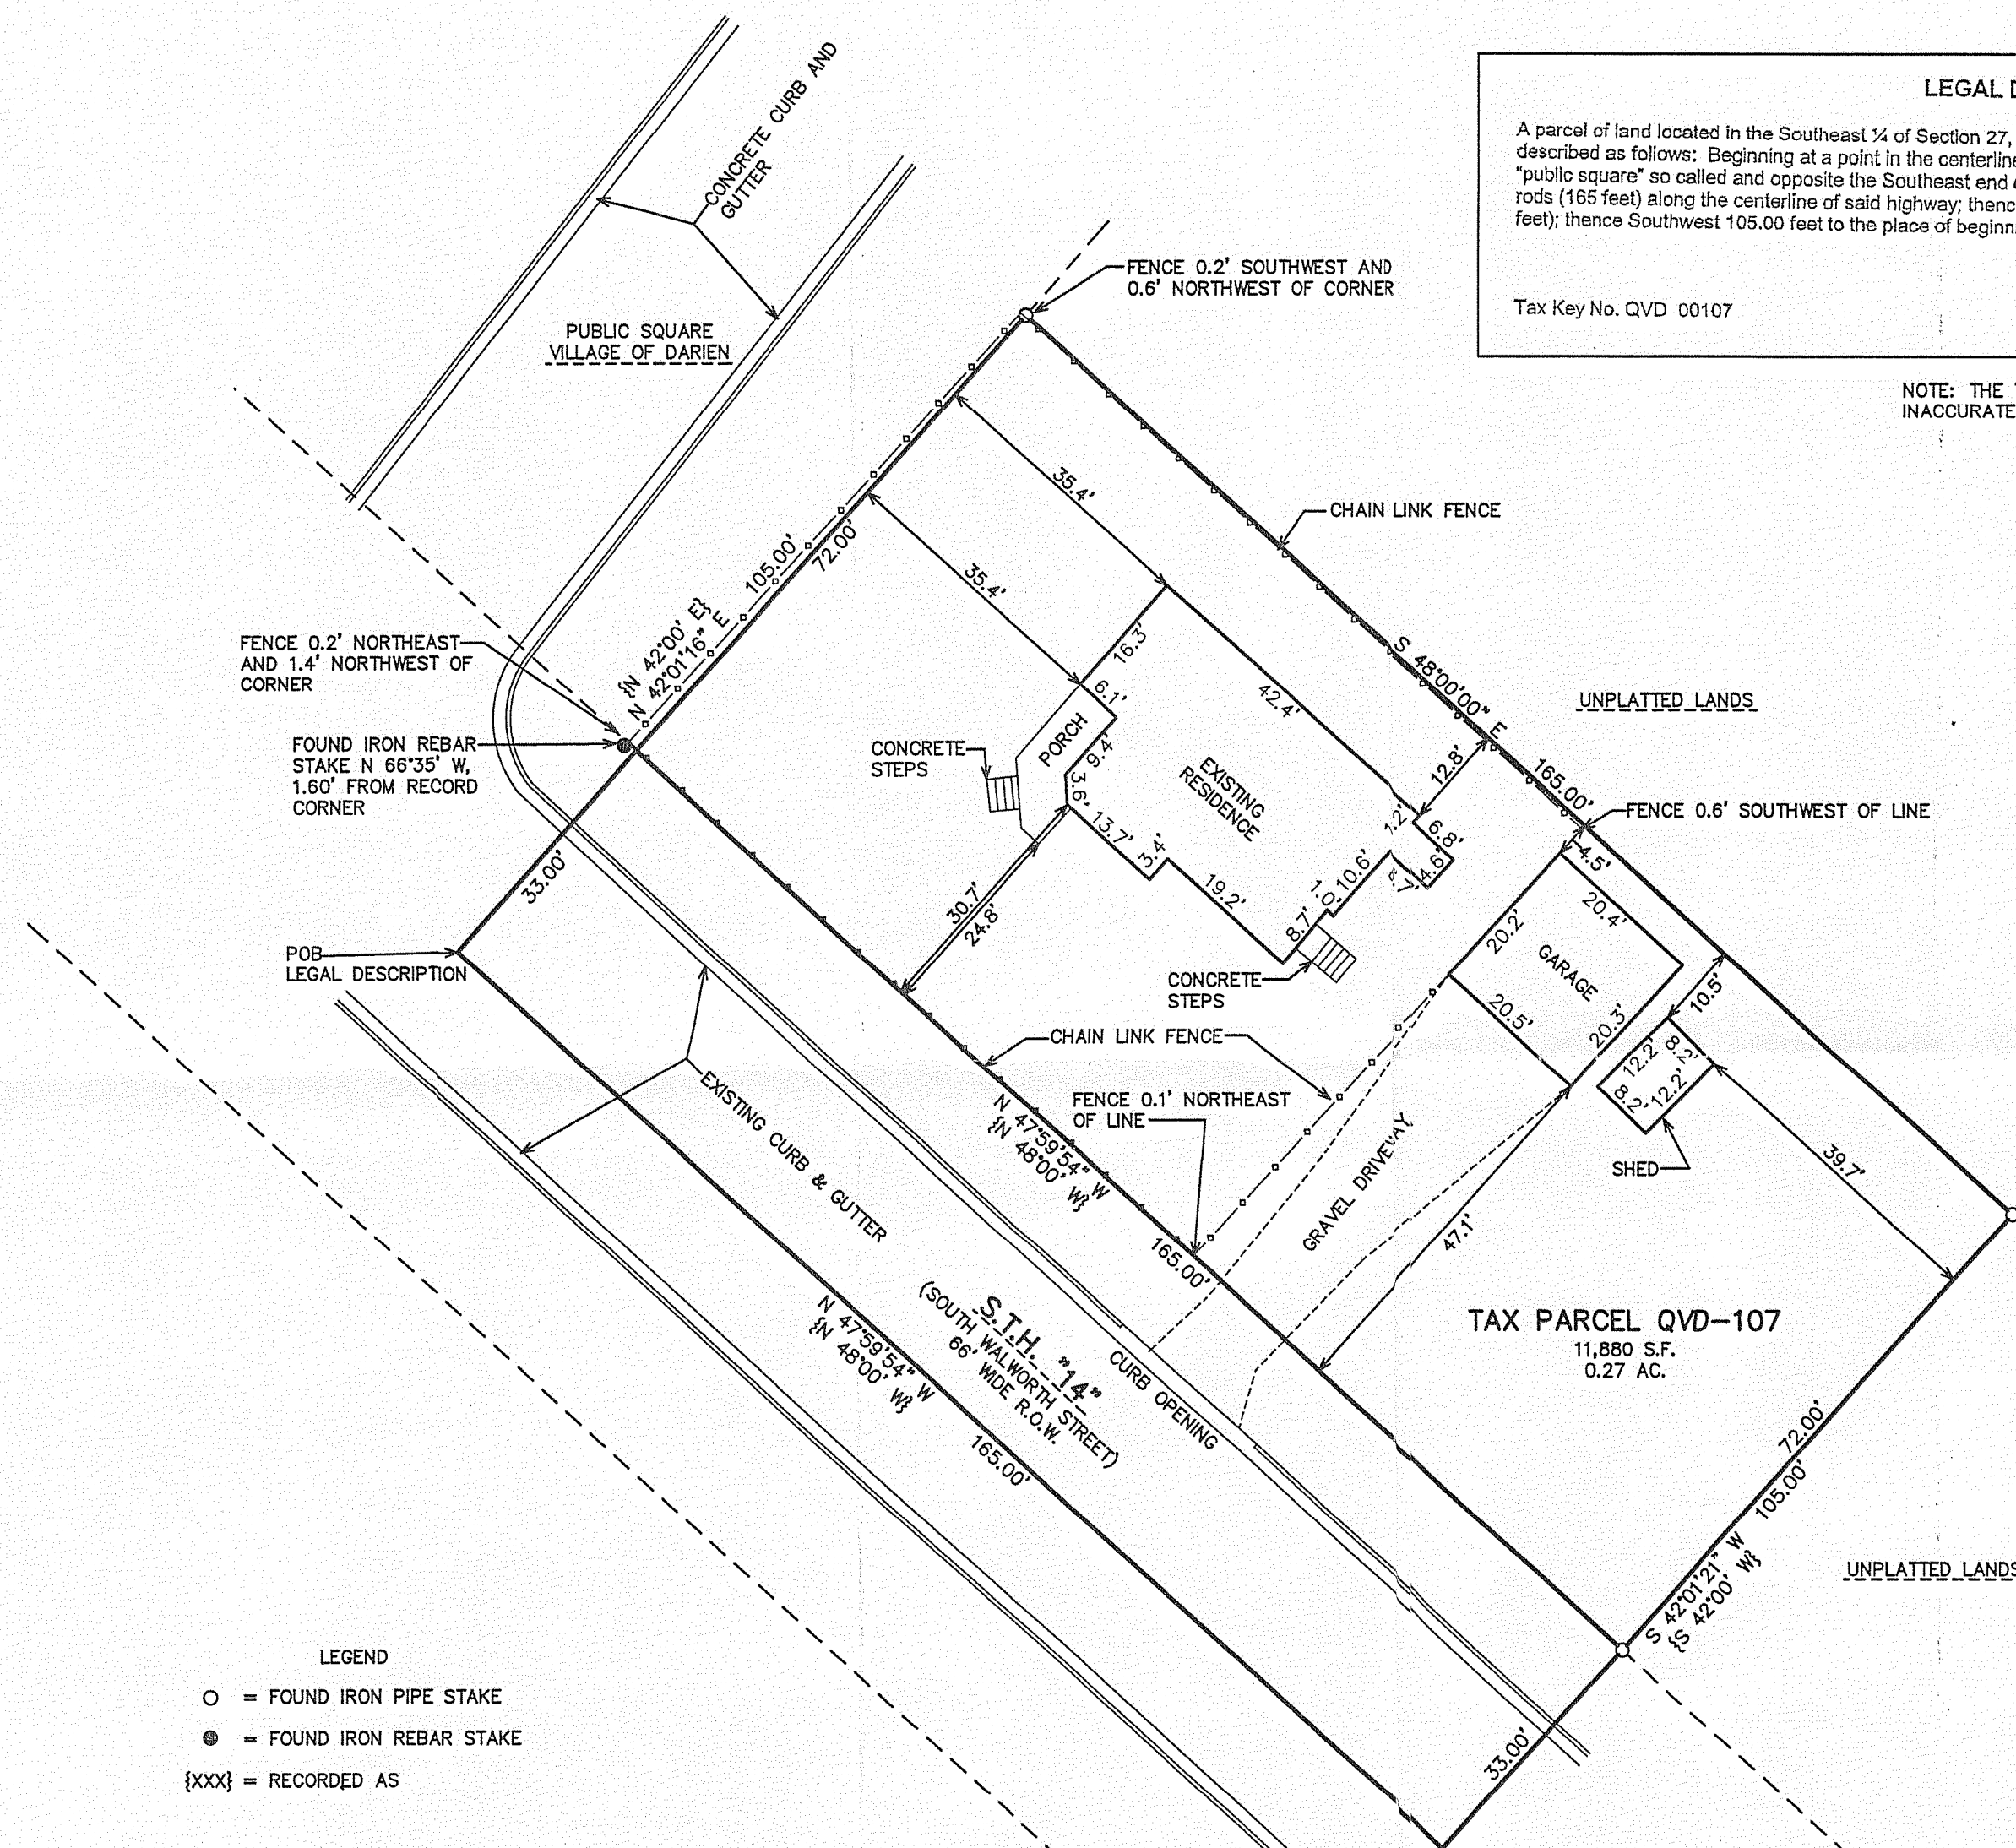 CONCRETE CURB AND
GUTTER
LEGAL
A parcel of land located in the Southeast ¼ of Section 27,
described as follows: Beginning at a point in the centerline
"public square" so called and opposite the Southeast end
rods (165 feet) along the centerline of said highway;
feet); thence Southwest 105.00 feet to the place of
Tax Key No. QVD 00107
NOTE: THE
INACCURATE
FENCE 0.2' SOUTHWEST AND
0.6' NORTHWEST OF CORNER
PUBLIC SQUARE
VILLAGE OF DARIEN
35.4'
CHAIN LINK FENCE
105.00'
72.00'
35.4'
{N 42°00' E}
N 42°01'16" E
FENCE 0.2' NORTHEAST
AND 1.4' NORTHWEST OF
CORNER
16.3'
S 48°00'00" E
165.00'
6.1'
42.4'
UNPLATTED LANDS
FOUND IRON REBAR
STAKE N 66°35' W,
1.60' FROM RECORD
CORNER
CONCRETE
STEPS
PORCH
9.4'
3.6'
EXISTING
RESIDENCE
12.8'
FENCE 0.6' SOUTHWEST OF LINE
13.7'
3.4'
1.2'
6.8'
4.6'
4.5'
33.00'
19.2'
10.6'
1.0'
8.7'
20.4'
30.7'
24.8'
20.2'
GARAGE
POB
LEGAL DESCRIPTION
CONCRETE
STEPS
20.5'
20.3'
10.5'
CHAIN LINK FENCE
12.2'
8.2'
8.2'
12.2'
EXISTING CURB & GUTTER
FENCE 0.1' NORTHEAST
OF LINE
N 47°59'54" W
{N 48°00' W}
165.00'
GRAVEL DRIVEWAY
SHED
39.7'
47.1'
N 47°59'54" W
{N 48°00' W}
165.00'
S.T.H. "14"
(SOUTH WALWORTH STREET)
66' WIDE R.O.W.
CURB OPENING
TAX PARCEL QVD-107
11,880 S.F.
0.27 AC.
72.00'
105.00'
S 42°01'21" W
{S 42°00' W}
UNPLATTED LANDS
33.00'
LEGEND
= FOUND IRON PIPE STAKE
= FOUND IRON REBAR STAKE
{XXX} = RECORDED AS